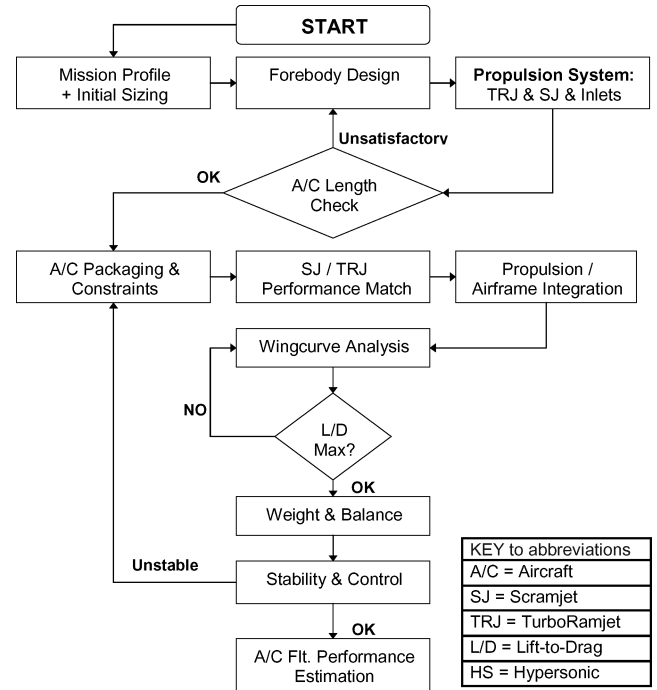 START
Mission Profile
+ Initial Sizing
Forebody Design
Propulsion System:
TRJ & SJ & Inlets
Unsatisfactory
OK
A/C Length
Check
A/C Packaging &
Constraints
SJ / TRJ
Performance Match
Propulsion /
Airframe Integration
Wingcurve Analysis
NO
L/D
Max?
OK
Weight & Balance
Unstable
Stability & Control
OK
A/C Flt. Performance
Estimation
KEY to abbreviations
A/C = Aircraft
SJ = Scramjet
TRJ = TurboRamjet
L/D = Lift-to-Drag
HS = Hypersonic